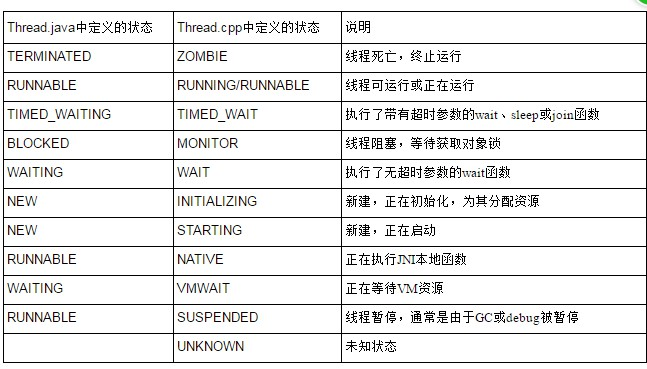 Thread.java中定义的状态 Thread.cpp中定义的状态 说明
TERMINATED ZOMBIE 线程死亡，终止运行
RUNNABLE RUNNING/RUNNABLE 线程可运行或正在运行
TIMED_WAITING TIMED_WAIT 执行了带有超时参数的wait、sleep或join函数
BLOCKED MONITOR 线程阻塞，等待获取对象锁
WAITING WAIT 执行了无超时参数的wait函数
NEW INITIALIZING 新建，正在初始化，为其分配资源
NEW STARTING 新建，正在启动
RUNNABLE NATIVE 正在执行JNI本地函数
WAITING VMWAIT 正在等待VM资源
RUNNABLE SUSPENDED 线程暂停，通常是由于GC或debug被暂停
UNKNOWN 未知状态